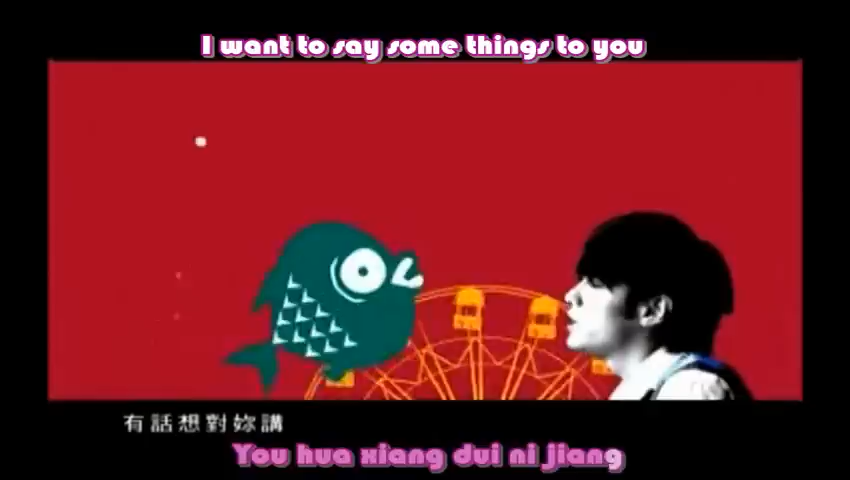 I want to say some things to you
有話想對妳講
You hua xiang dui ni jiang